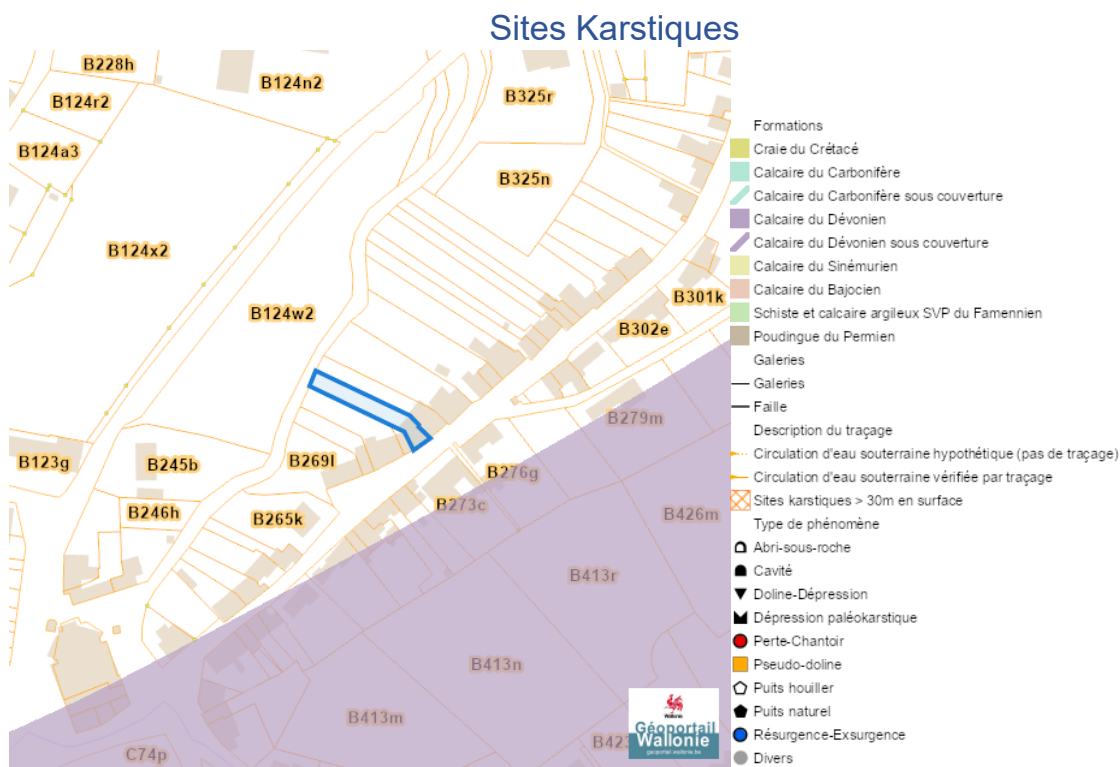 Sites Karstiques
B228h
B124n2
B124r2
B325r
B124a3
B325n
B124x2
B124w2
B301k
B302e
B279m
B123g
B245b
B269l
B276g
B273c
B246h
B265k
B426m
B413r
B413n
B413m
B423
C74p
Wallonie
Géoportail
Wallonie
geoportail.wallonie.be
Formations
Craie du Crétacé
Calcaire du Carbonifère
Calcaire du Carbonifère sous couverture
Calcaire du Dévonien
Calcaire du Dévonien sous couverture
Calcaire du Sinémurien
Calcaire du Bajocien
Schiste et calcaire argileux SVP du Famennien
Poudingue du Permien
Galeries
Galeries
Faille
Description du traçage
Circulation d'eau souterraine hypothétique (pas de traçage)
Circulation d'eau souterraine vérifiée par traçage
Sites karstiques > 30m en surface
Type de phénomène
Abri-sous-roche
Cavité
Doline-Dépression
Dépression paléokarstique
Perte-Chantoir
Pseudo-doline
Puits houiller
Puits naturel
Résurgence-Exsurgence
Divers